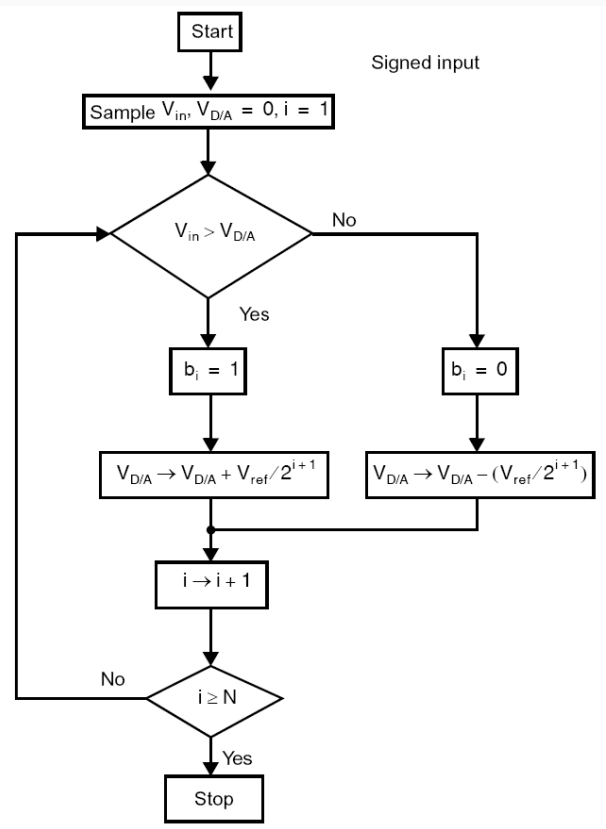 Start
Signed input
Sample V_in, V_D/A = 0, i = 1
V_in > V_D/A
No
Yes
b_i = 1
b_i = 0
V_D/A → V_D/A + V_ref/2^{i+1}
V_D/A → V_D/A − (V_ref/2^{i+1})
i → i + 1
No
i ≥ N
Yes
Stop